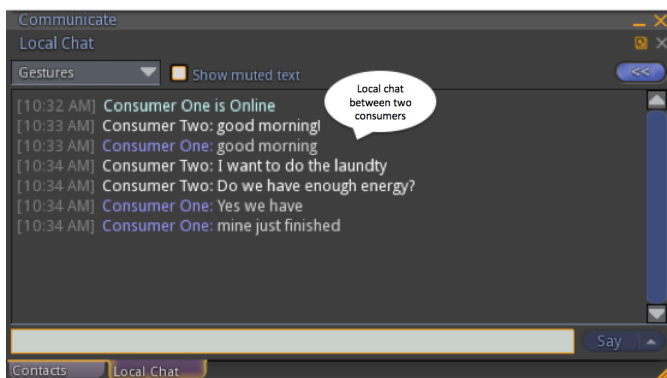 Communicate
Local Chat
Gestures
Show muted text
<<
Local chat
between two
consumers
[10:32 AM] Consumer One is Online
[10:33 AM] Consumer Two: good morning!
[10:33 AM] Consumer One: good morning
[10:34 AM] Consumer Two: I want to do the laundty
[10:34 AM] Consumer Two: Do we have enough energy?
[10:34 AM] Consumer One: Yes we have
[10:34 AM] Consumer One: mine just finished
Say
Contacts
Local Chat